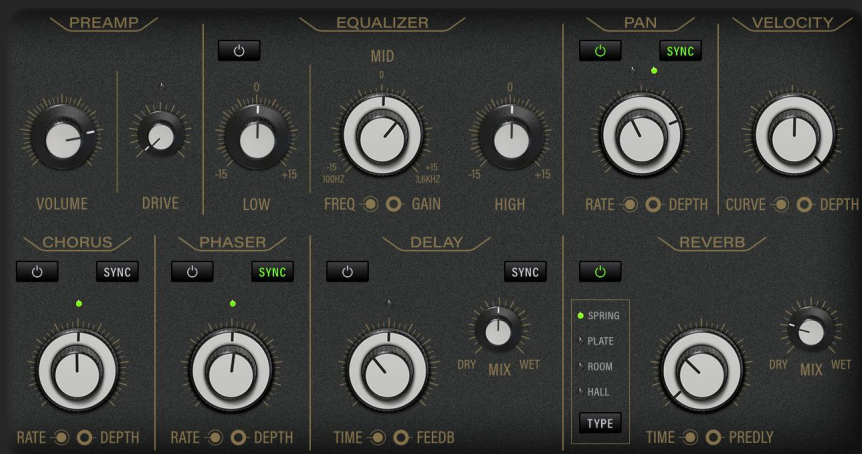 PREAMP
EQUALIZER
PAN
VELOCITY
SYNC
MID
0
0
0
-15
+15
-15
100HZ
+15
3,6KHZ
-15
+15
VOLUME
DRIVE
LOW
FREQ
GAIN
HIGH
RATE
DEPTH
CURVE
DEPTH
CHORUS
PHASER
DELAY
REVERB
SYNC
SYNC
SYNC
SPRING
PLATE
ROOM
HALL
TYPE
DRY
MIX
WET
DRY
MIX
WET
RATE
DEPTH
RATE
DEPTH
TIME
FEEDB
TIME
PREDLY